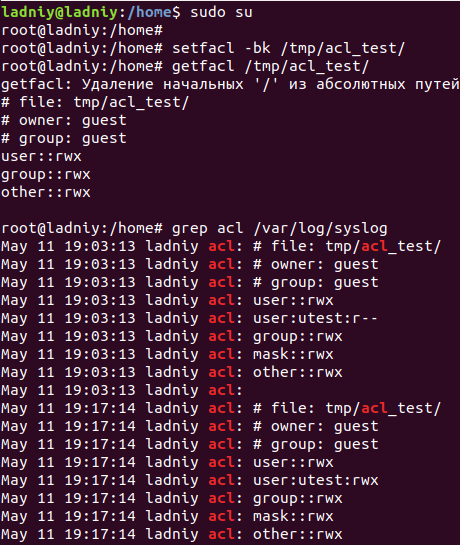 ladniy@ladniy:/home$ sudo su
root@ladniy:/home#
root@ladniy:/home# setfacl -bk /tmp/acl_test/
root@ladniy:/home# getfacl /tmp/acl_test/
getfacl: Удаление начальных '/' из абсолютных путей
# file: tmp/acl_test/
# owner: guest
# group: guest
user::rwx
group::rwx
other::rwx
root@ladniy:/home# grep acl /var/log/syslog
May 11 19:03:13 ladniy acl: # file: tmp/acl_test/
May 11 19:03:13 ladniy acl: # owner: guest
May 11 19:03:13 ladniy acl: # group: guest
May 11 19:03:13 ladniy acl: user::rwx
May 11 19:03:13 ladniy acl: user:utest:r--
May 11 19:03:13 ladniy acl: group::rwx
May 11 19:03:13 ladniy acl: mask::rwx
May 11 19:03:13 ladniy acl: other::rwx
May 11 19:03:13 ladniy acl:
May 11 19:17:14 ladniy acl: # file: tmp/acl_test/
May 11 19:17:14 ladniy acl: # owner: guest
May 11 19:17:14 ladniy acl: # group: guest
May 11 19:17:14 ladniy acl: user::rwx
May 11 19:17:14 ladniy acl: user:utest:rwx
May 11 19:17:14 ladniy acl: group::rwx
May 11 19:17:14 ladniy acl: mask::rwx
May 11 19:17:14 ladniy acl: other::rwx